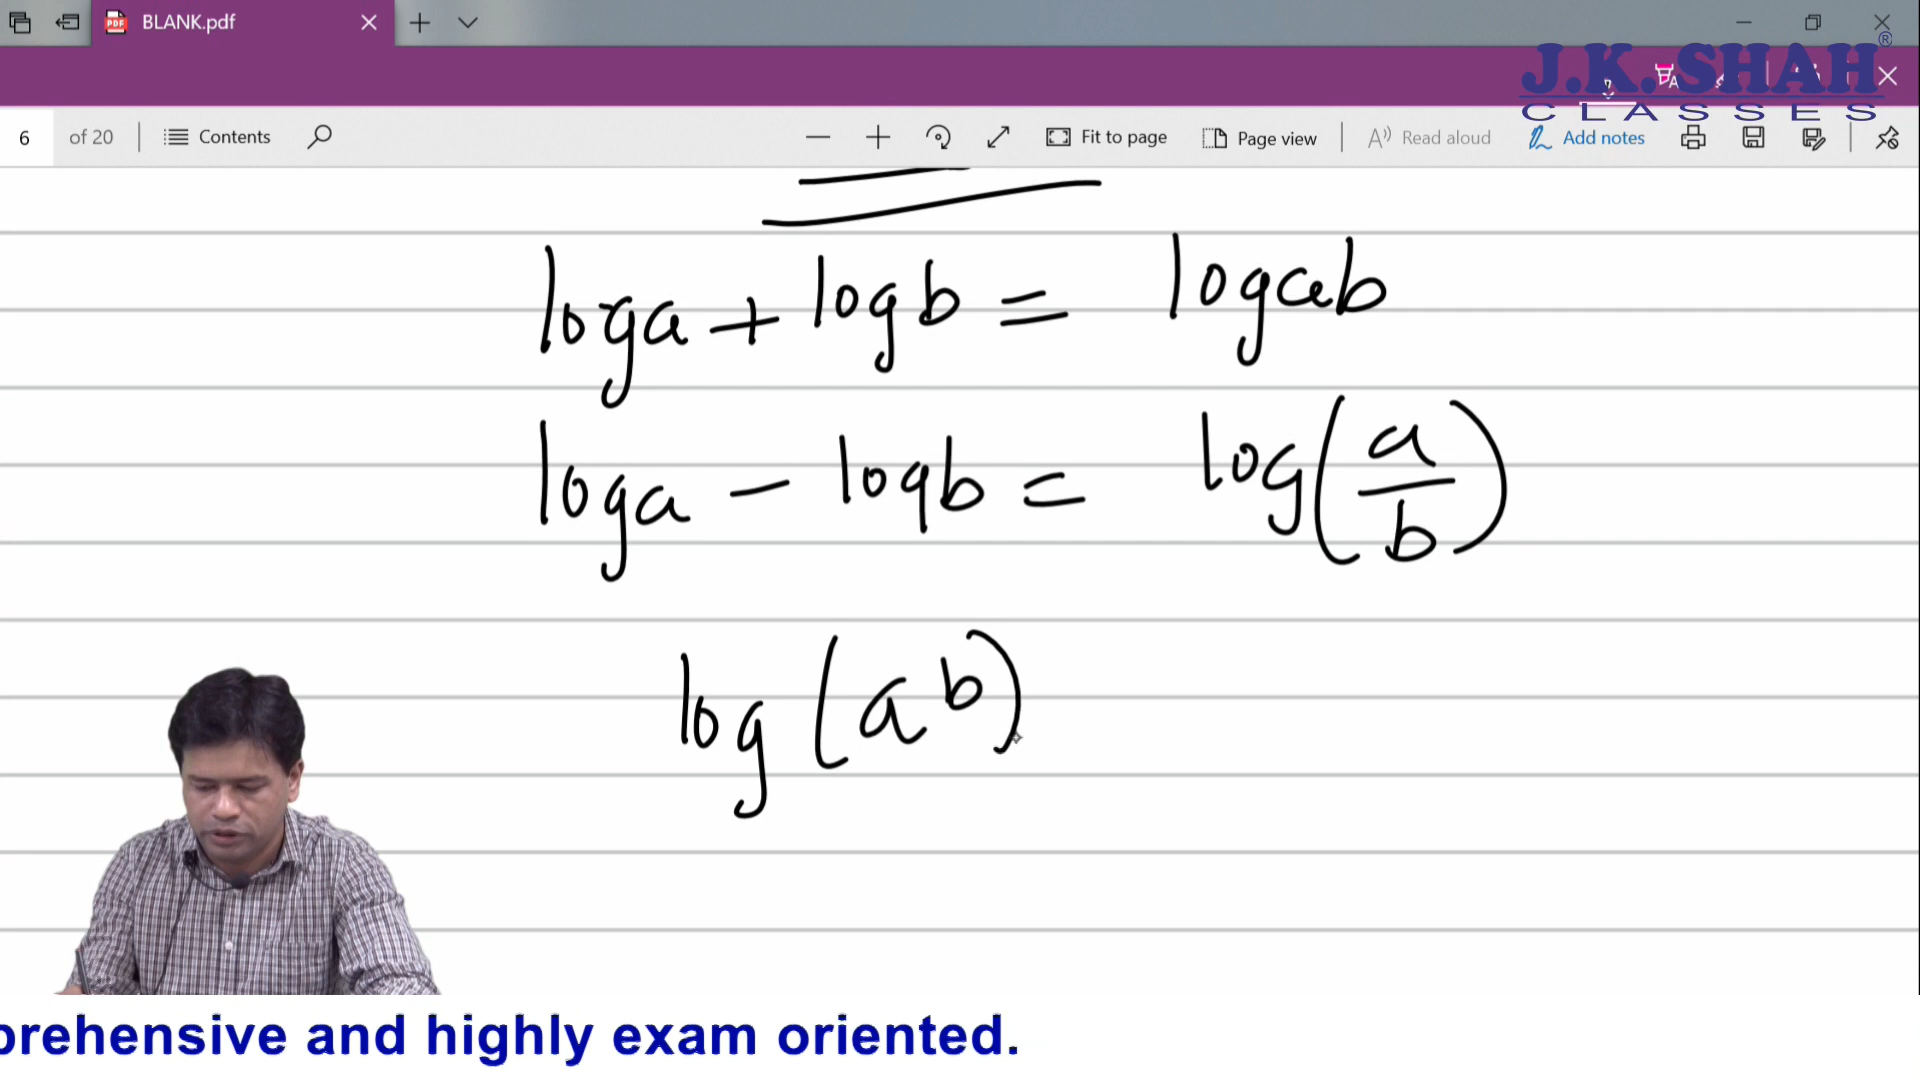 BLANK.pdf
J.K.SHAH®
CLASSES
6 of 20 Contents Fit to page Page view Read aloud Add notes
log a + log b = log ab
log a - log b = log (a/b)
log (a^b)
prehensive and highly exam oriented.